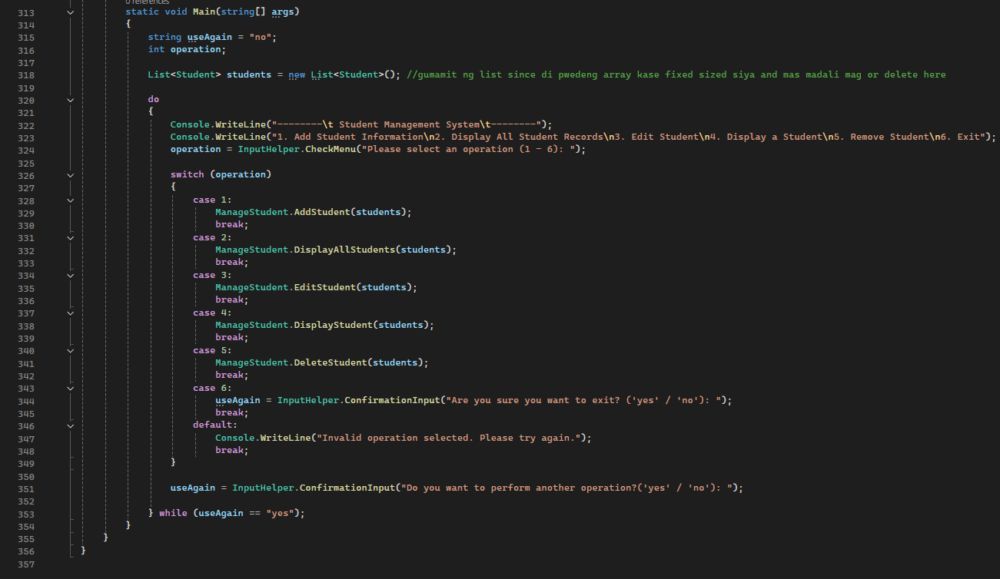 0 references
313 static void Main(string[] args)
314 {
315 string useAgain = "no";
316 int operation;
317
318 List<Student> students = new List<Student>(); //gumamit ng list since di pwedeng array kase fixed sized siya and mas madali mag or delete here
319
320 do
321 {
322 Console.WriteLine("--------\t Student Management System\t--------");
323 Console.WriteLine("1. Add Student Information\n2. Display All Student Records\n3. Edit Student\n4. Display a Student\n5. Remove Student\n6. Exit");
324 operation = InputHelper.CheckMenu("Please select an operation (1 - 6): ");
325
326 switch (operation)
327 {
328 case 1:
329 ManageStudent.AddStudent(students);
330 break;
331 case 2:
332 ManageStudent.DisplayAllStudents(students);
333 break;
334 case 3:
335 ManageStudent.EditStudent(students);
336 break;
337 case 4:
338 ManageStudent.DisplayStudent(students);
339 break;
340 case 5:
341 ManageStudent.DeleteStudent(students);
342 break;
343 case 6:
344 useAgain = InputHelper.ConfirmationInput("Are you sure you want to exit? ('yes' / 'no'): ");
345 break;
346 default:
347 Console.WriteLine("Invalid operation selected. Please try again.");
348 break;
349 }
350
351 useAgain = InputHelper.ConfirmationInput("Do you want to perform another operation?('yes' / 'no'): ");
352
353 } while (useAgain == "yes");
354 }
355 }
356 }
357